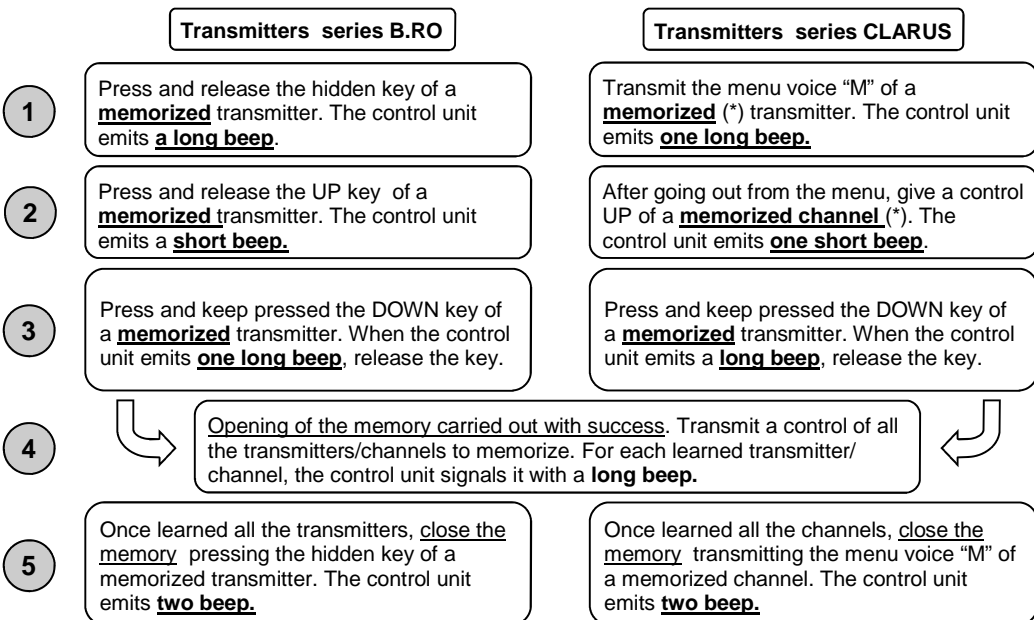 Transmitters series B.RO
Transmitters series CLARUS
1
Press and release the hidden key of a
memorized transmitter. The control unit
emits a long beep.
Transmit the menu voice “M” of a
memorized (*) transmitter. The control unit
emits one long beep.
2
Press and release the UP key of a
memorized transmitter. The control unit
emits a short beep.
After going out from the menu, give a control
UP of a memorized channel (*). The
control unit emits one short beep.
3
Press and keep pressed the DOWN key of
a memorized transmitter. When the control
unit emits one long beep, release the key.
Press and keep pressed the DOWN key of
a memorized transmitter. When the control
unit emits a long beep, release the key.
4
Opening of the memory carried out with success. Transmit a control of all
the transmitters/channels to memorize. For each learned transmitter/
channel, the control unit signals it with a long beep.
5
Once learned all the transmitters, close the
memory pressing the hidden key of a
memorized transmitter. The control unit
emits two beep.
Once learned all the channels, close the
memory transmitting the menu voice “M” of
a memorized channel. The control unit
emits two beep.